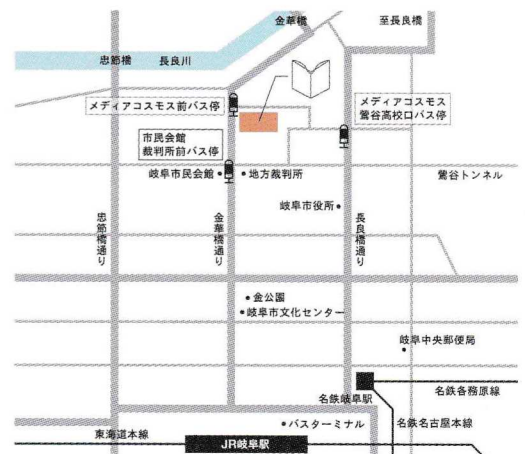 金華橋
至長良橋
忠節橋
長良川
メディアコスモス前バス停
メディアコスモス
鶯谷高校口バス停
市民会館
裁判所前バス停
岐阜市民会館
地方裁判所
鶯谷トンネル
岐阜市役所
忠節橋通り
金華橋通り
長良橋通り
金公園
岐阜市文化センター
岐阜中央郵便局
名鉄岐阜駅
名鉄各務原線
バスターミナル
名鉄名古屋本線
東海道本線
JR岐阜駅